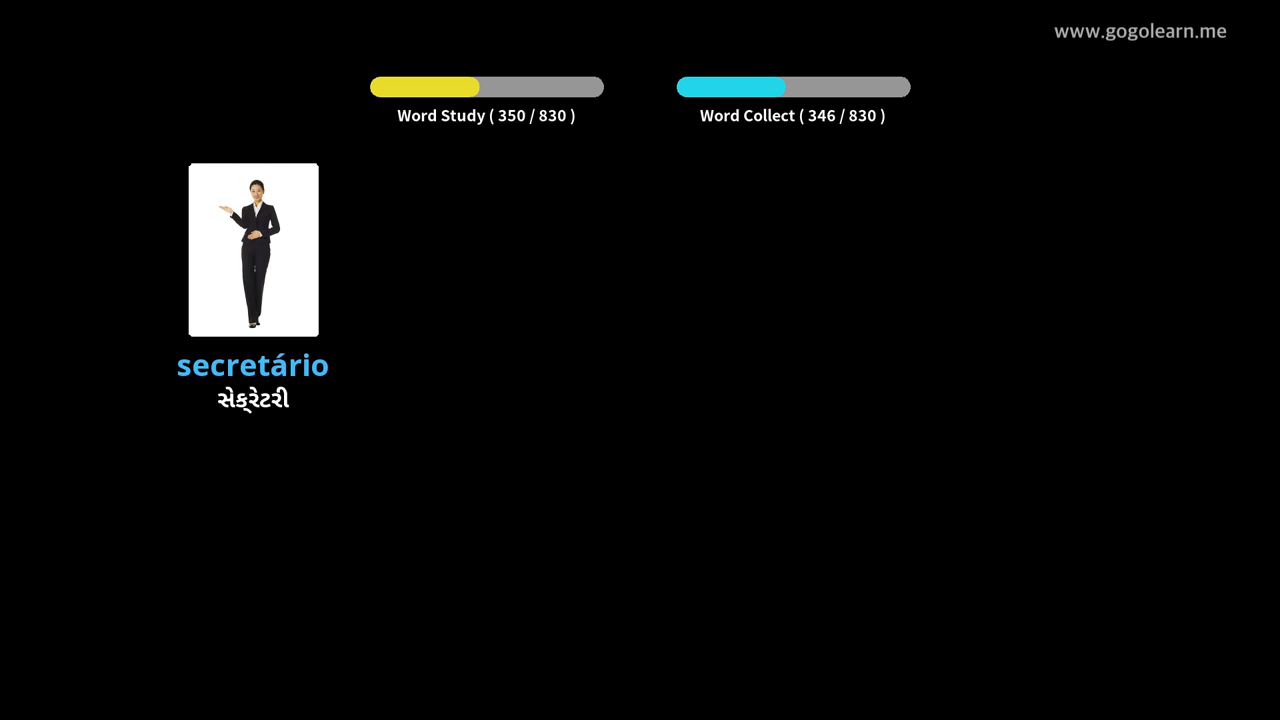 www.gogolearn.me
Word Study ( 350 / 830 )
Word Collect ( 346 / 830 )
secretário
સેક્રેટરી